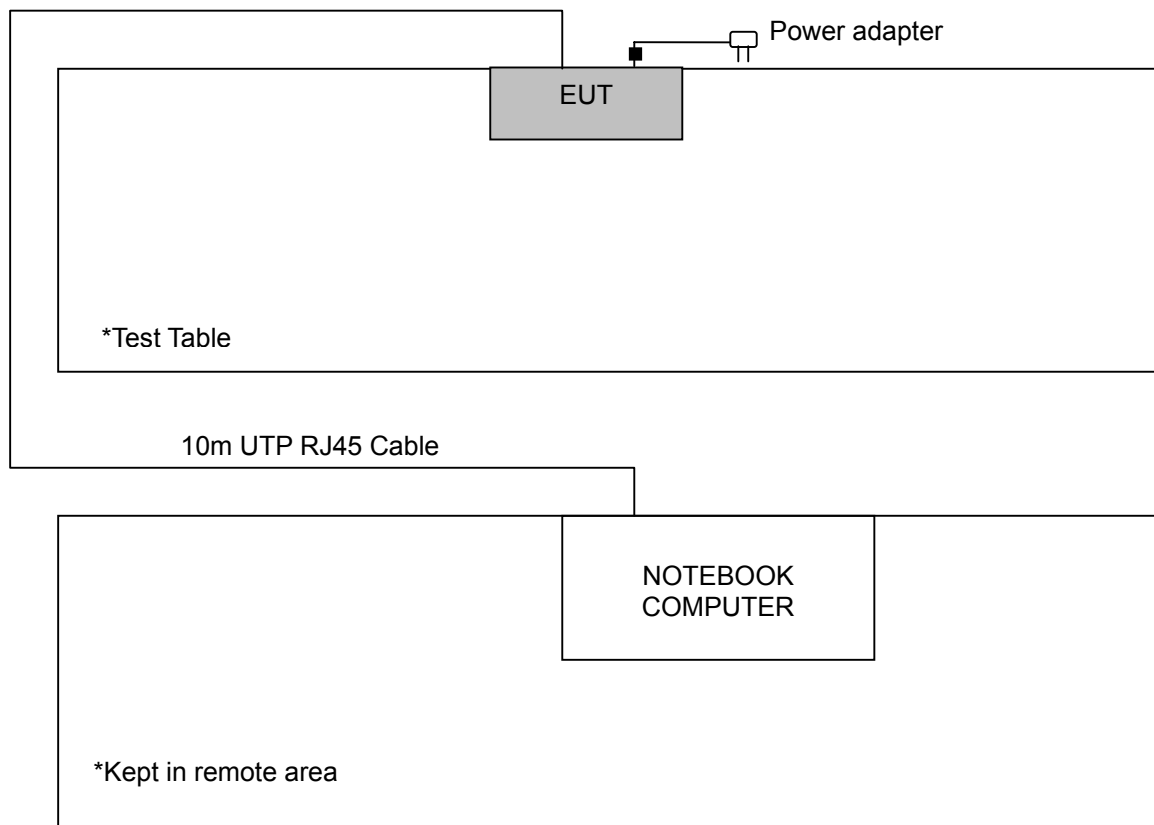 Power adapter
EUT
*Test Table
10m UTP RJ45 Cable
NOTEBOOK
COMPUTER
*Kept in remote area